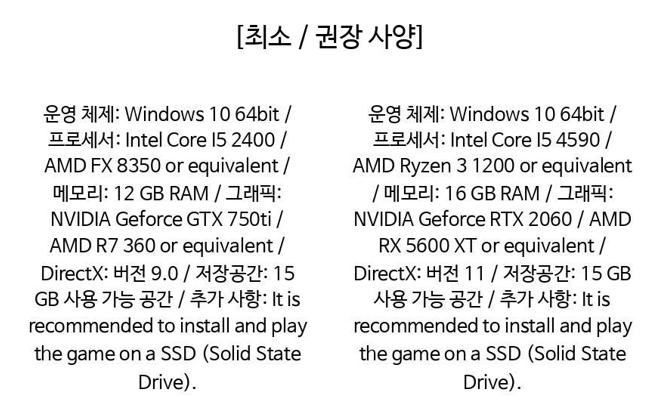 [최소 / 권장 사양]
운영 체제: Windows 10 64bit /
프로세서: Intel Core I5 2400 /
AMD FX 8350 or equivalent /
메모리: 12 GB RAM / 그래픽:
NVIDIA Geforce GTX 750ti /
AMD R7 360 or equivalent /
DirectX: 버전 9.0 / 저장공간: 15
GB 사용 가능 공간 / 추가 사항: It is
recommended to install and play
the game on a SSD (Solid State
Drive).
운영 체제: Windows 10 64bit /
프로세서: Intel Core I5 4590 /
AMD Ryzen 3 1200 or equivalent
/ 메모리: 16 GB RAM / 그래픽:
NVIDIA Geforce RTX 2060 / AMD
RX 5600 XT or equivalent /
DirectX: 버전 11 / 저장공간: 15 GB
사용 가능 공간 / 추가 사항: It is
recommended to install and play
the game on a SSD (Solid State
Drive).